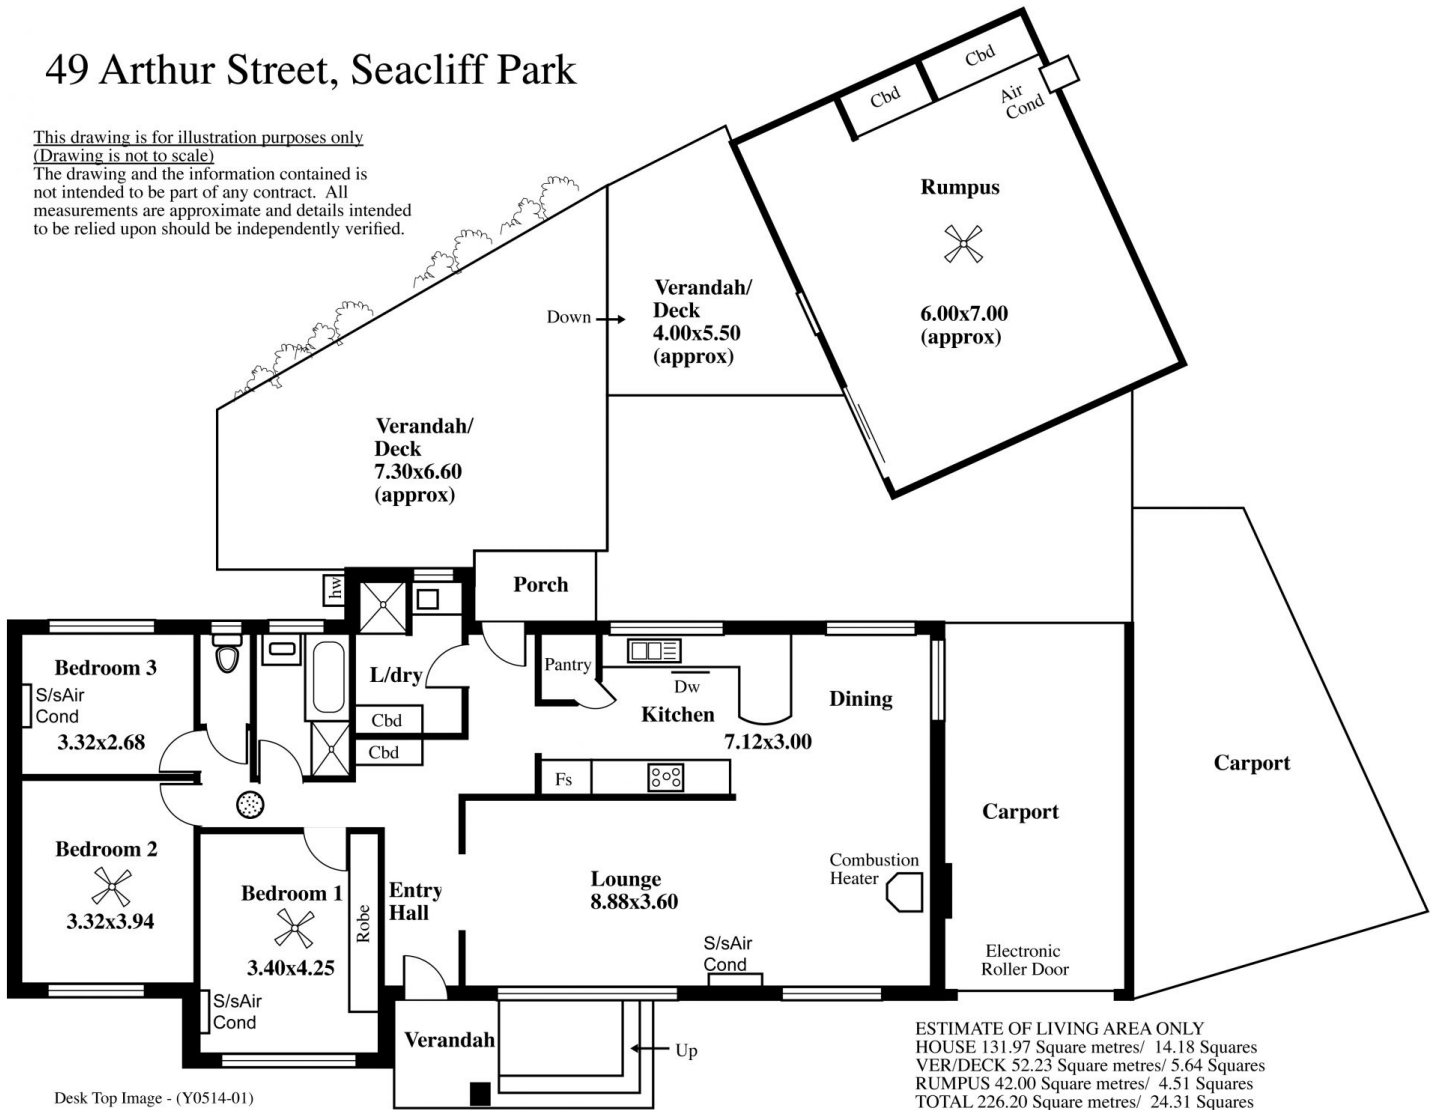 49 Arthur Street, Seacliff Park
This drawing is for illustration purposes only
(Drawing is not to scale)
The drawing and the information contained is
not intended to be part of any contract. All
measurements are approximate and details intended
to be relied upon should be independently verified.
Cbd
Cbd
Air
Cond
Rumpus
6.00x7.00
(approx)
Verandah/
Deck
4.00x5.50
(approx)
Down
Verandah/
Deck
7.30x6.60
(approx)
hw
Porch
Bedroom 3
S/sAir
Cond
3.32x2.68
L/dry
Cbd
Cbd
Pantry
Dw
Kitchen
7.12x3.00
Dining
Fs
Carport
Carport
Bedroom 2
3.32x3.94
Bedroom 1
3.40x4.25
S/sAir
Cond
Robe
Entry
Hall
Lounge
8.88x3.60
Combustion
Heater
S/sAir
Cond
Electronic
Roller Door
Verandah
Up
ESTIMATE OF LIVING AREA ONLY
HOUSE 131.97 Square metres/ 14.18 Squares
VER/DECK 52.23 Square metres/ 5.64 Squares
RUMPUS 42.00 Square metres/ 4.51 Squares
TOTAL 226.20 Square metres/ 24.31 Squares
Desk Top Image - (Y0514-01)